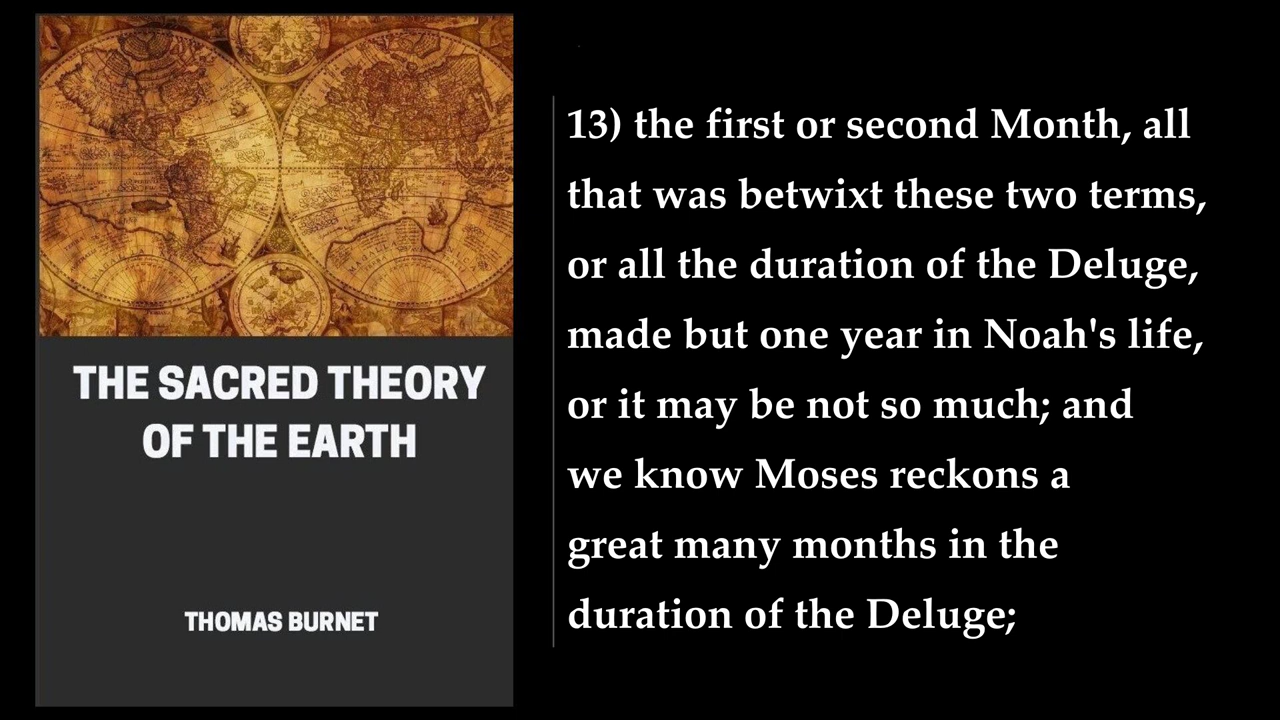 THE SACRED THEORY
OF THE EARTH
THOMAS BURNET
13) the first or second Month, all
that was betwixt these two terms,
or all the duration of the Deluge,
made but one year in Noah's life,
or it may be not so much; and
we know Moses reckons a
great many months in the
duration of the Deluge;